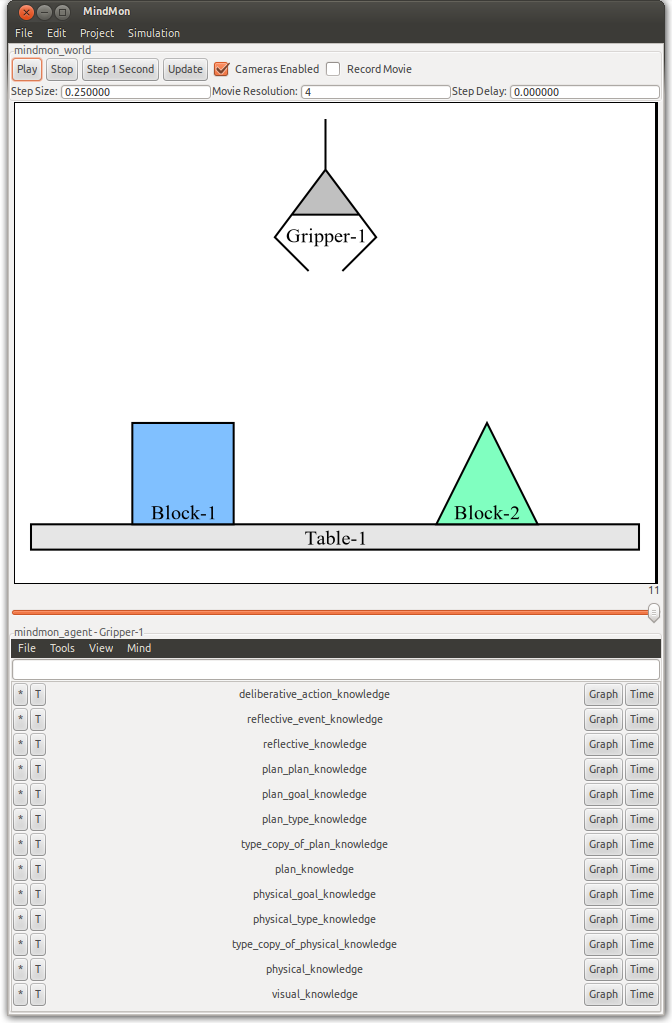 MindMon
File Edit Project Simulation
mindmon_world
Play Stop Step 1 Second Update Cameras Enabled Record Movie
Step Size: 0.250000 Movie Resolution: 4 Step Delay: 0.000000
Gripper-1
Block-1 Block-2
Table-1
11
mindmon_agent - Gripper-1
File Tools View Mind
* T deliberative_action_knowledge Graph Time
* T reflective_event_knowledge Graph Time
* T reflective_knowledge Graph Time
* T plan_plan_knowledge Graph Time
* T plan_goal_knowledge Graph Time
* T plan_type_knowledge Graph Time
* T type_copy_of_plan_knowledge Graph Time
* T plan_knowledge Graph Time
* T physical_goal_knowledge Graph Time
* T physical_type_knowledge Graph Time
* T type_copy_of_physical_knowledge Graph Time
* T physical_knowledge Graph Time
* T visual_knowledge Graph Time